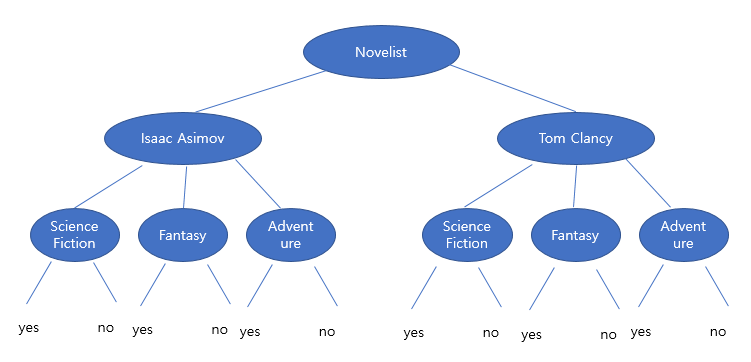 Novelist
Isaac Asimov
Tom Clancy
Science
Fiction
Fantasy
Advent
ure
Science
Fiction
Fantasy
Advent
ure
yes
no
yes
no
yes
no
yes
no
yes
no
yes
no